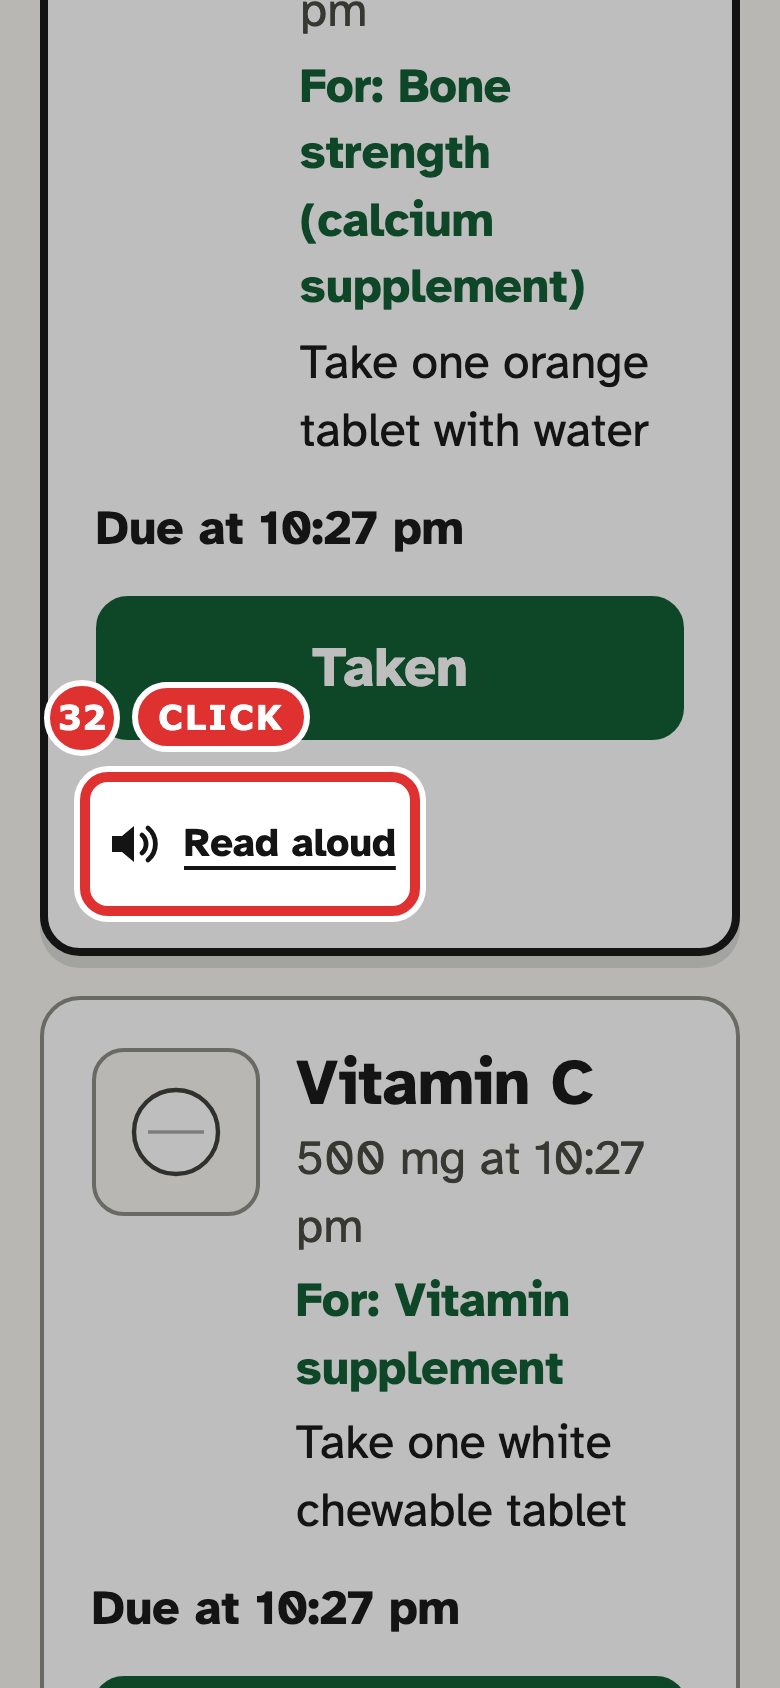 pm
For: Bone
strength
(calcium
supplement)
Take one orange
tablet with water
Due at 10:27 pm
Taken
32 CLICK
Read aloud
Vitamin C
500 mg at 10:27
pm
For: Vitamin
supplement
Take one white
chewable tablet
Due at 10:27 pm